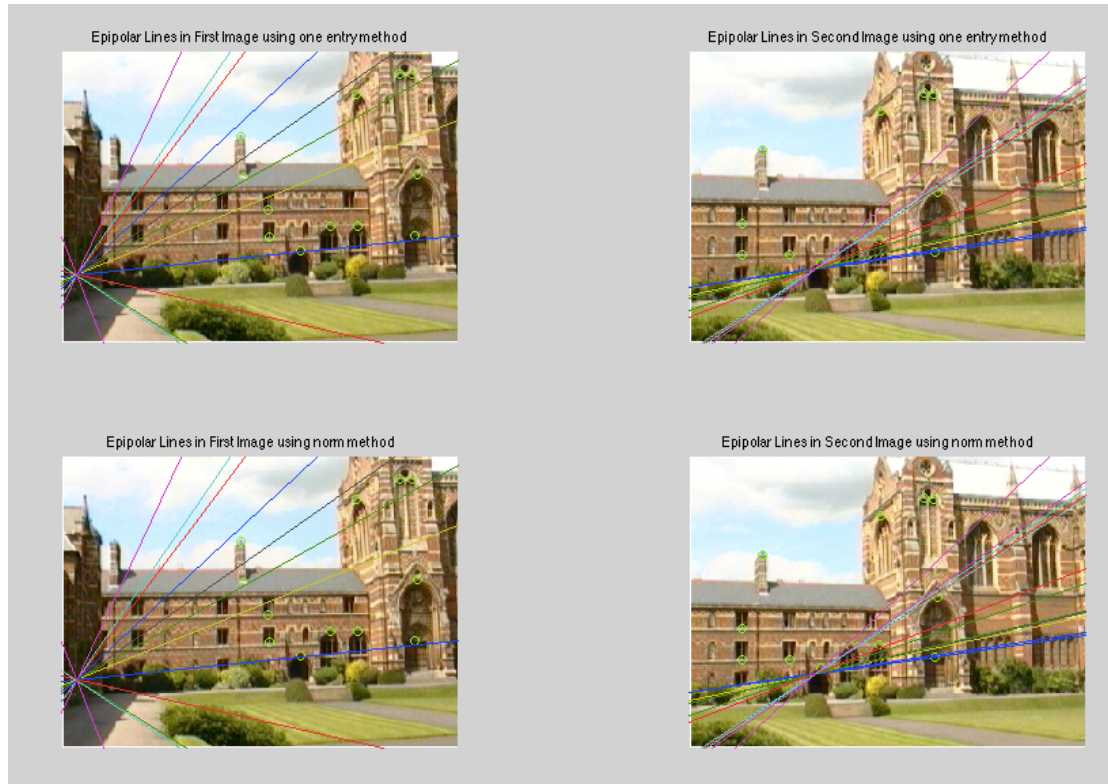 Epipolar Lines in First Image using one entry method
Epipolar Lines in Second Image using one entry method
Epipolar Lines in First Image using norm method
Epipolar Lines in Second Image using norm method